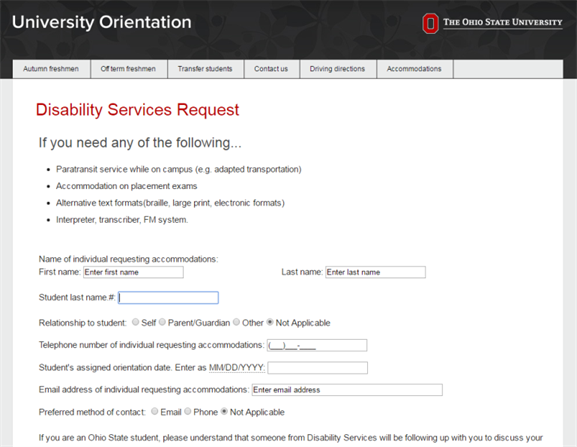 University Orientation
THE OHIO STATE UNIVERSITY
Autumn freshmen Off term freshmen Transfer students Contact us Driving directions Accommodations
Disability Services Request
If you need any of the following...
• Paratransit service while on campus (e.g. adapted transportation)
• Accommodation on placement exams
• Alternative text formats(braille, large print, electronic formats)
• Interpreter, transcriber, FM system.
Name of individual requesting accommodations:
First name: Enter first name Last name: Enter last name
Student last name.#:
Relationship to student: Self Parent/Guardian Other Not Applicable
Telephone number of individual requesting accommodations: (___)___-____
Student's assigned orientation date. Enter as MM/DD/YYYY:
Email address of individual requesting accommodations: Enter email address
Preferred method of contact: Email Phone Not Applicable
If you are an Ohio State student, please understand that someone from Disability Services will be following up with you to discuss your